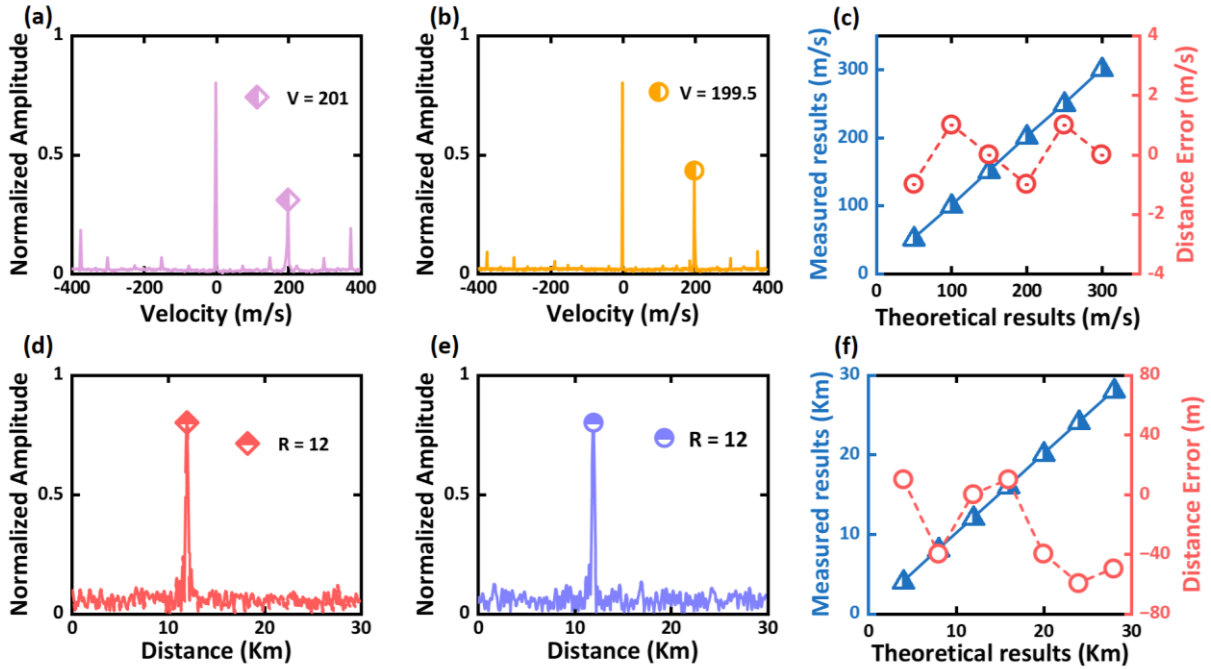 (a)
Normalized Amplitude
1
0.5
0
V = 201
-400
-200
0
200
400
Velocity (m/s)
(b)
Normalized Amplitude
1
0.5
0
V = 199.5
-400
-200
0
200
400
Velocity (m/s)
(c)
Measured results (m/s)
300
200
100
0
100
200
300
Theoretical results (m/s)
4
2
0
-2
-4
Distance Error (m/s)
(d)
Normalized Amplitude
1
0.5
0
R = 12
0
10
20
30
Distance (Km)
(e)
Normalized Amplitude
1
0.5
0
R = 12
0
10
20
30
Distance (Km)
(f)
Measured results (Km)
30
20
10
0
0
10
20
30
Theoretical results (Km)
80
40
0
−40
−80
Distance Error (m)